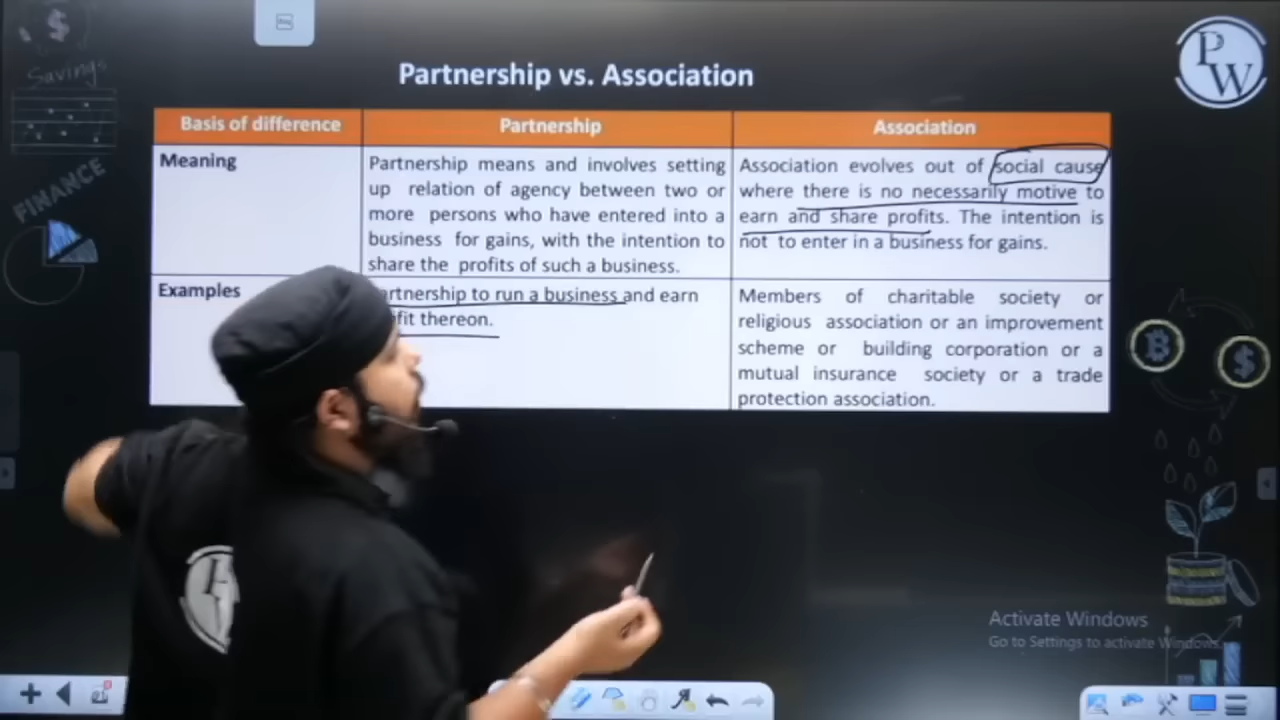 Savings
FINANCE
P
W
Partnership vs. Association
Basis of difference
Partnership
Association
Meaning
Partnership means and involves setting
up relation of agency between two or
more persons who have entered into a
business for gains, with the intention to
share the profits of such a business.
Association evolves out of social cause
where there is no necessarily motive to
earn and share profits. The intention is
not to enter in a business for gains.
Examples
artnership to run a business and earn
fit thereon.
Members of charitable society or
religious association or an improvement
scheme or building corporation or a
mutual insurance society or a trade
protection association.
Activate Windows
Go to Settings to activate Windows.